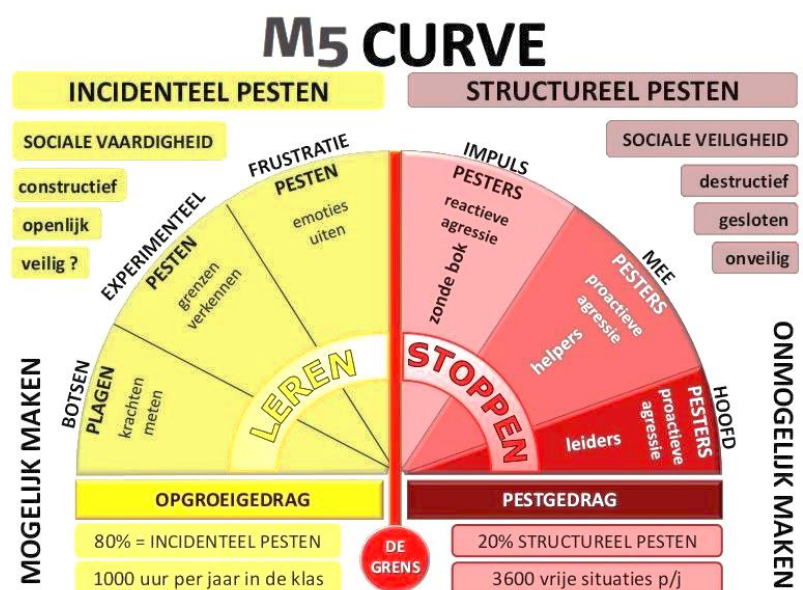 M5 CURVE
INCIDENTEEL PESTEN
STRUCTUREEL PESTEN
SOCIALE VAARDIGHEID
constructief
openlijk
veilig ?
SOCIALE VEILIGHEID
destructief
gesloten
onveilig
MOGELIJK MAKEN
BOTSEN
PLAGEN
krachten
meten
EXPERIMENTEEL
PESTEN
grenzen
verkennen
FRUSTRATIE
PESTEN
emoties
uiten
LEREN
IMPULS
PESTERS
reactieve
agressie
zonde bok
MEE
PESTERS
proactieve
agressie
helpers
HOOFD
PESTERS
proactieve
agressie
leiders
STOPPEN
ONMOGELIJK MAKEN
OPGROEIGEDRAG
PESTGEDRAG
80% = INCIDENTEEL PESTEN
1000 uur per jaar in de klas
DE
GRENS
20% STRUCTUREEL PESTEN
3600 vrije situaties p/j